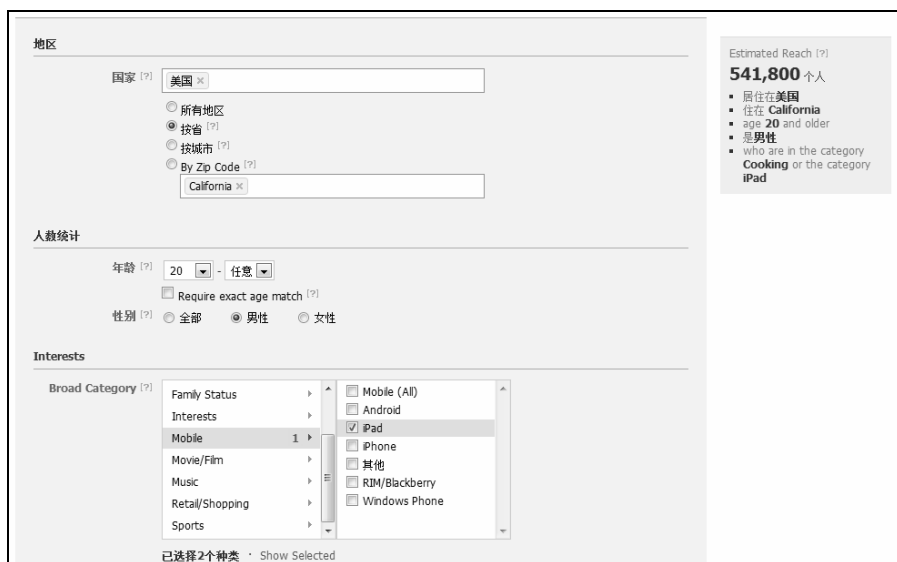 地区
国家 [?] 美国 ×
所有地区
按省 [?]
按城市 [?]
By Zip Code [?]
California ×
人数统计
年龄 [?] 20 - 任意
Require exact age match [?]
性别 [?] 全部 男性 女性
Interests
Broad Category [?]
Family Status
Interests
Mobile 1
Movie/Film
Music
Retail/Shopping
Sports
Mobile (All)
Android
iPad
iPhone
其他
RIM/Blackberry
Windows Phone
已选择2个种类 · Show Selected
Estimated Reach [?]
541,800 个人
居住在美国
住在 California
age 20 and older
是男性
who are in the category
Cooking or the category
iPad